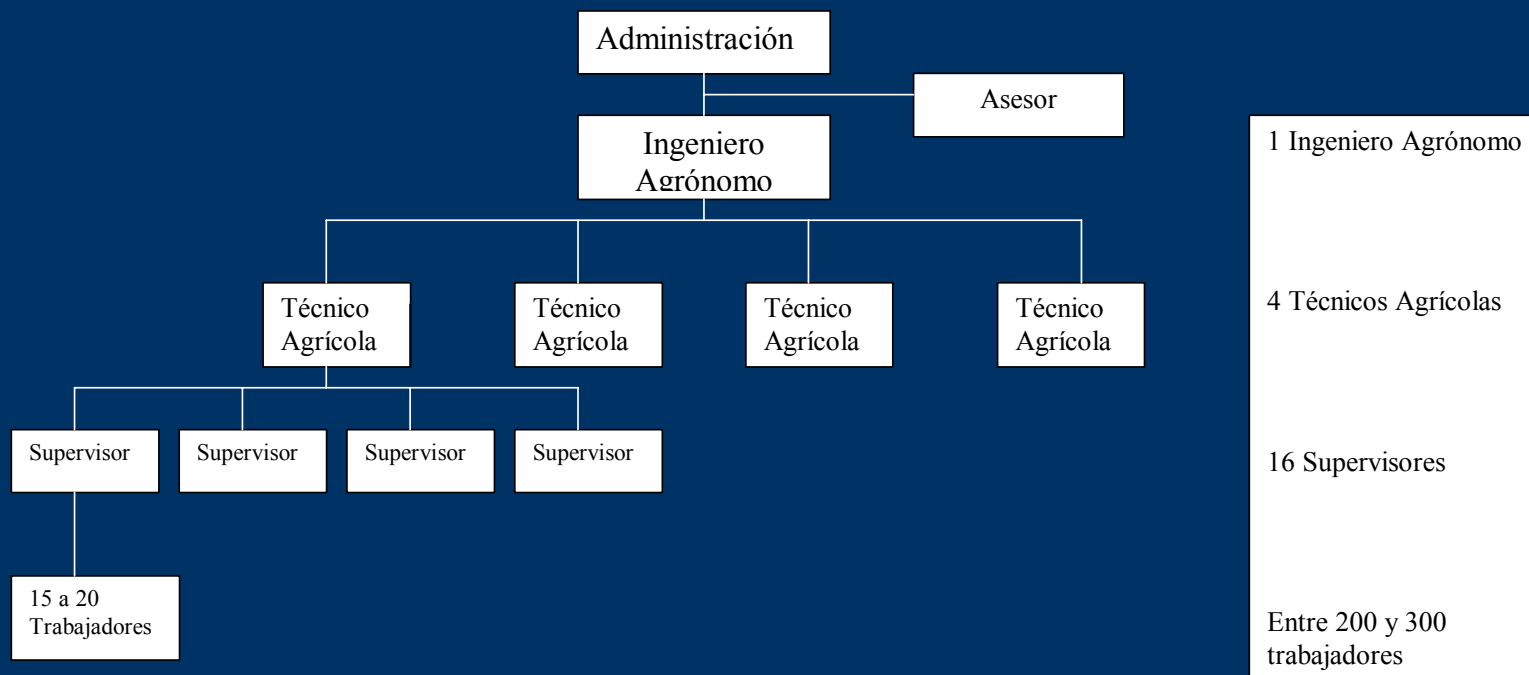 Administración
Asesor
Ingeniero
Agrónomo
1 Ingeniero Agrónomo
Técnico
Agrícola
Técnico
Agrícola
Técnico
Agrícola
Técnico
Agrícola
4 Técnicos Agrícolas
Supervisor
Supervisor
Supervisor
Supervisor
16 Supervisores
15 a 20
Trabajadores
Entre 200 y 300
trabajadores